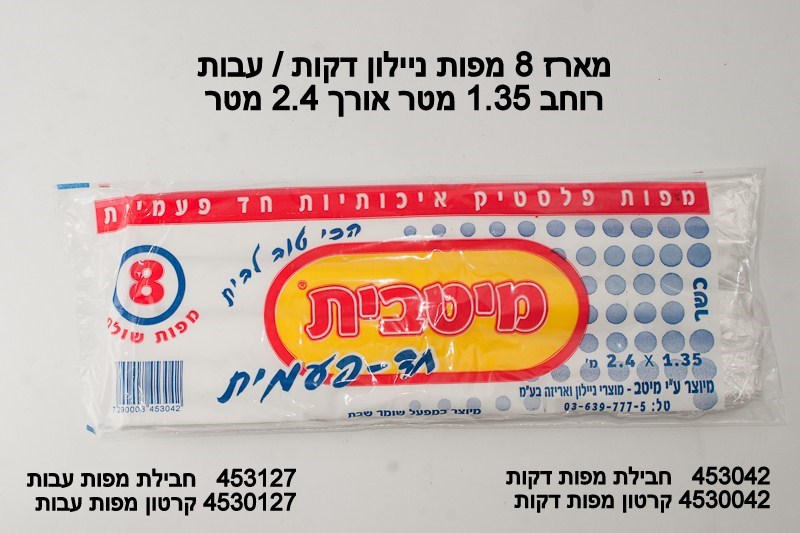 מארז 8 מפות ניילון דקות / עבות
רוחב 1.35 מטר אורך 2.4 מטר
מפות פלסטיק איכותיות חד פעמיות
הכי טוב לבית
8
מפות שולחן
מיטבית®
חד-פעמית
כשר
1.35 X 2.4 מ'
מיוצר ע"י מיטב - מוצרי ניילון ואריזה בע"מ
טל: 03-639-777-5
מיוצר במפעל שומר שבת
7290003 453042
453042 חבילת מפות דקות
4530042 קרטון מפות דקות
453127 חבילת מפות עבות
4530127 קרטון מפות עבות